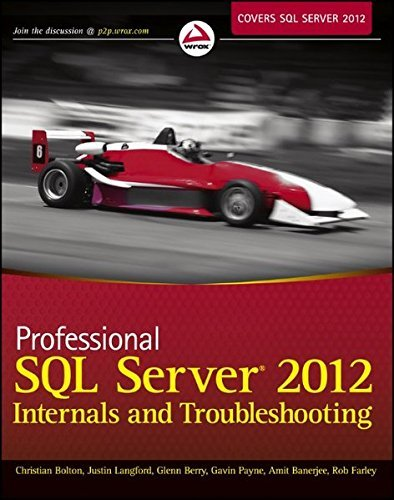 Join the discussion @ p2p.wrox.com
wrox
COVERS SQL SERVER 2012
6
Professional
SQL Server® 2012
Internals and Troubleshooting
Christian Bolton, Justin Langford, Glenn Berry, Gavin Payne, Amit Banerjee, Rob Farley